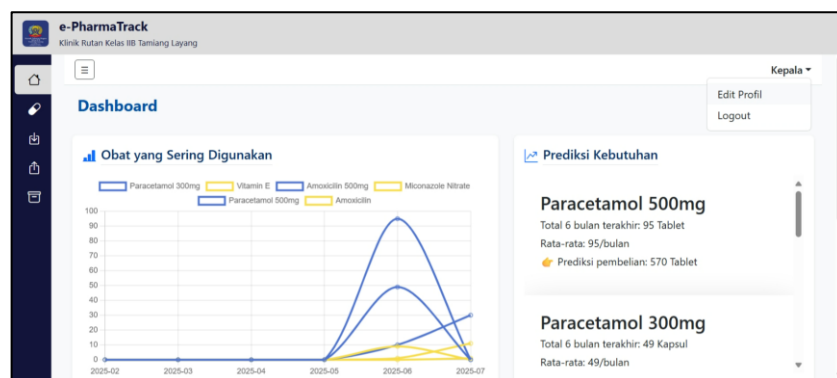 e-PharmaTrack
Klinik Rutan Kelas IIB Tamiang Layang
Kepala
Edit Profil
Logout
Dashboard
Obat yang Sering Digunakan
Paracetamol 300mg Vitamin E Amoxicilin 500mg Miconazole Nitrate
Paracetamol 500mg Amoxicilin
100
90
80
70
60
50
40
30
20
10
0
2025-02 2025-03 2025-04 2025-05 2025-06 2025-07
Prediksi Kebutuhan
Paracetamol 500mg
Total 6 bulan terakhir: 95 Tablet
Rata-rata: 95/bulan
👉 Prediksi pembelian: 570 Tablet
Paracetamol 300mg
Total 6 bulan terakhir: 49 Kapsul
Rata-rata: 49/bulan